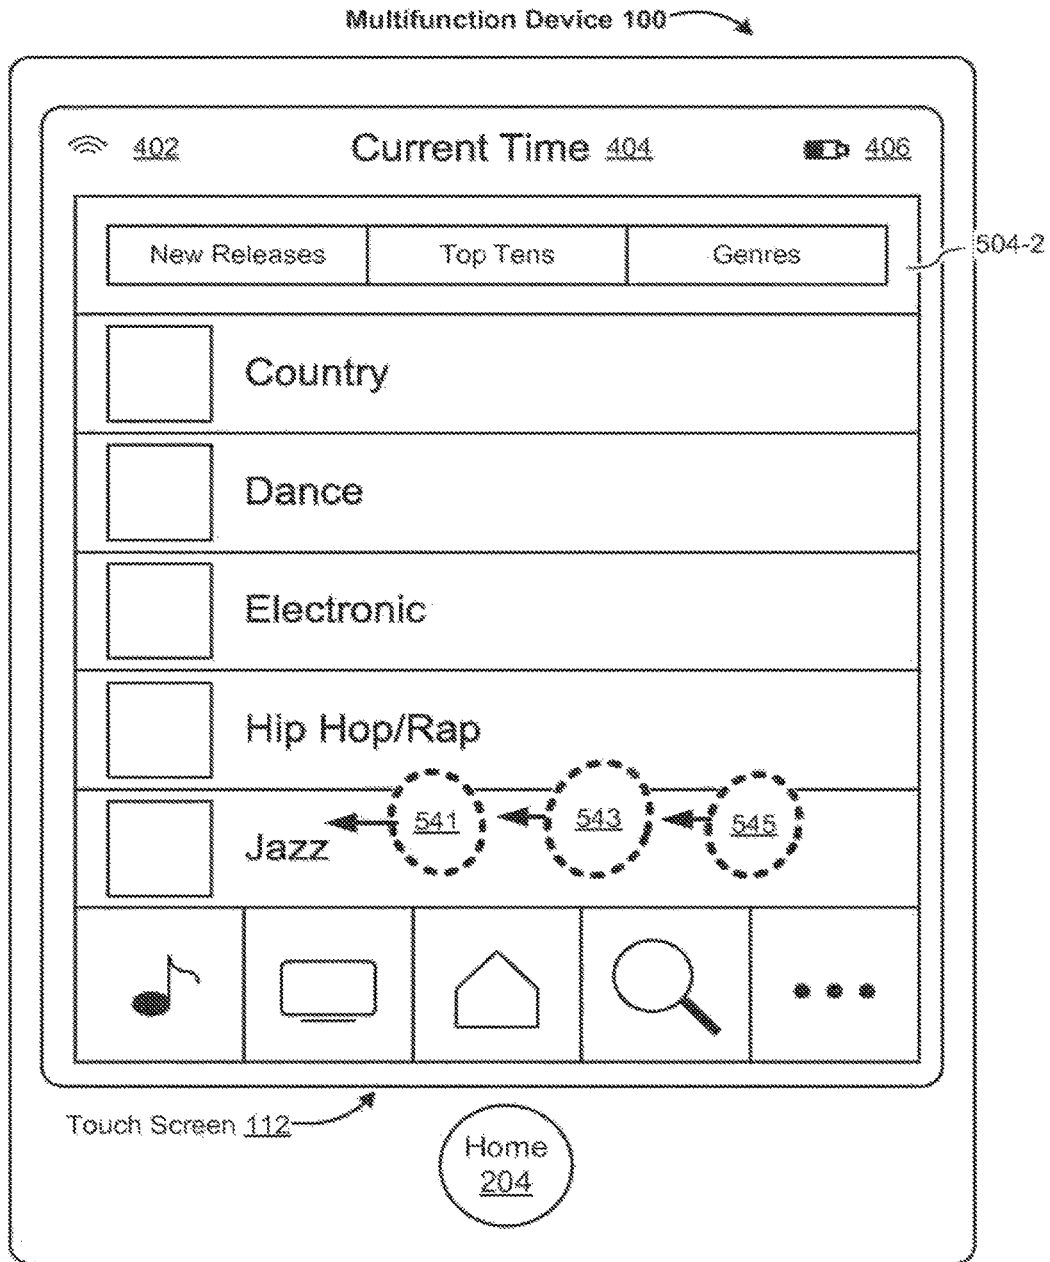 Multifunction Device 100
402 Current Time 404 406
New Releases Top Tens Genres
504-2
Country
Dance
Electronic
Hip Hop/Rap
541 543 545
Jazz
Touch Screen 112
Home
204